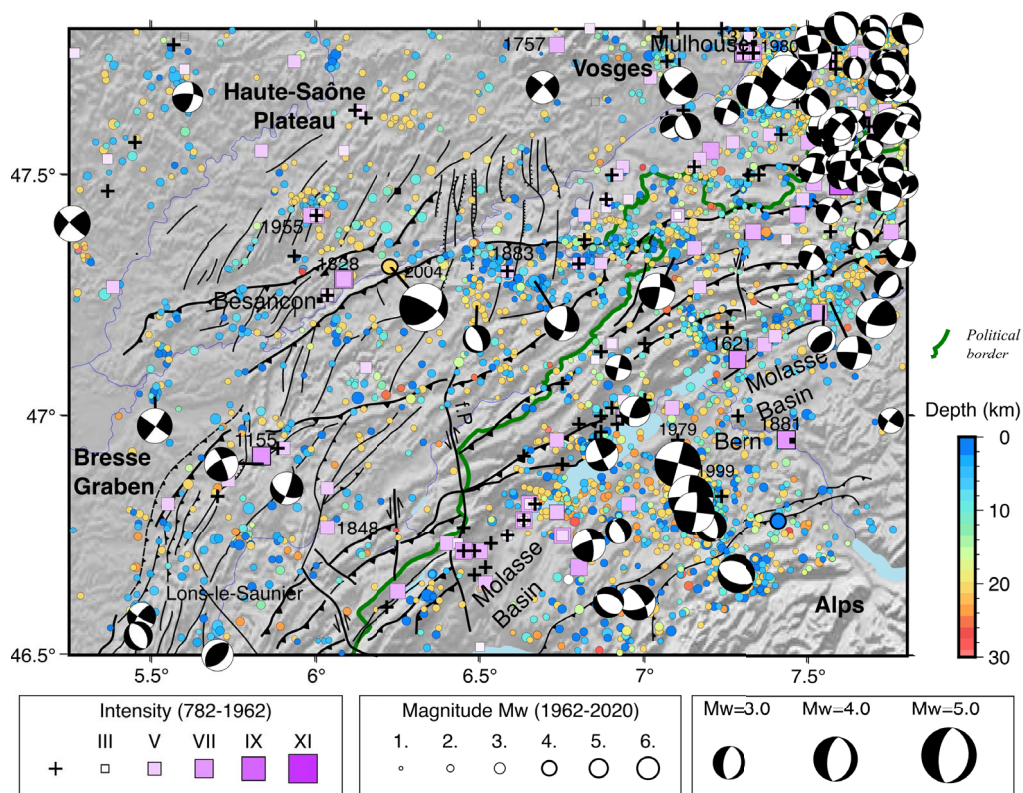 1757
Mulhouse
1980
Vosges
Haute-Saône
Plateau
47.5°
1955
1828
1883
2004
Besançon
1621
Political
border
Molasse
Basin
47°
f.P.
1881
Depth (km)
1155
1979
Bern
0
Bresse
Graben
1999
10
1848
20
Molasse
Basin
Lons-le-Saunier
Alps
46.5°
30
5.5°
6°
6.5°
7°
7.5°
Intensity (782-1962)
III
V
VII
IX
XI
Magnitude Mw (1962-2020)
1.
2.
3.
4.
5.
6.
Mw=3.0
Mw=4.0
Mw=5.0